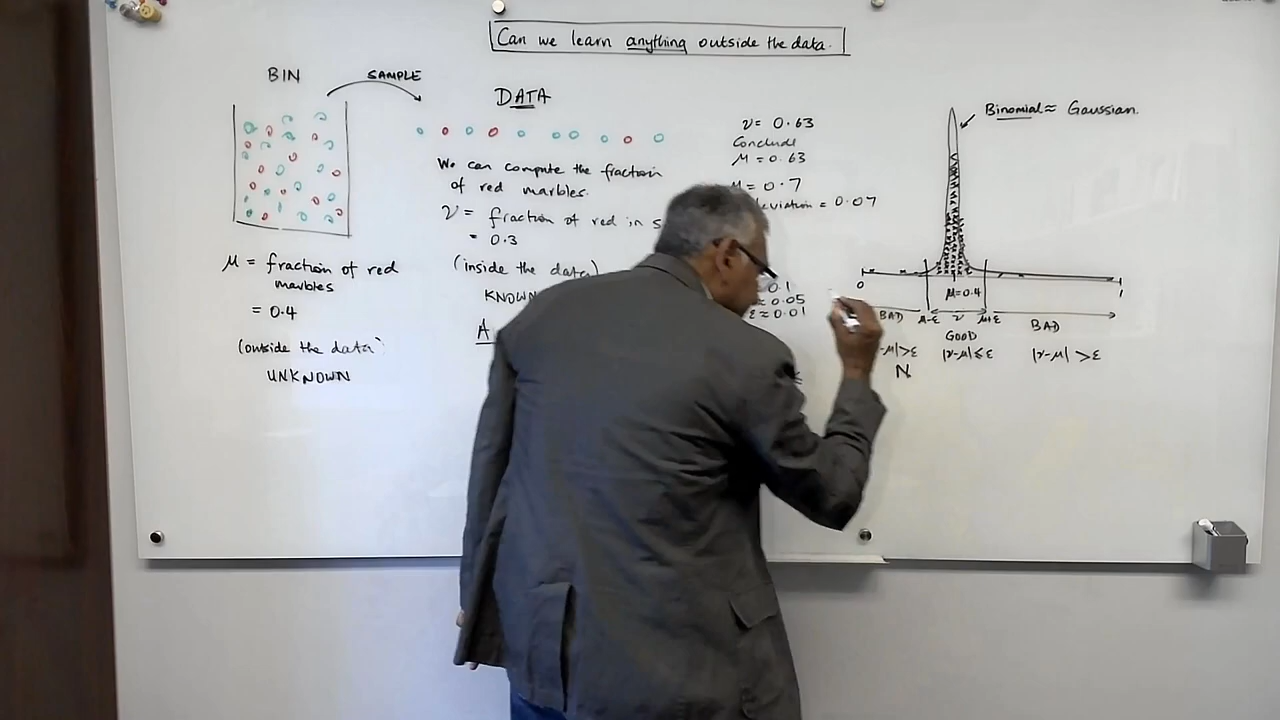 Can we learn anything outside the data.
BIN
SAMPLE
DATA
We can compute the fraction
of red marbles.
ν = fraction of red in s
= 0.3
(inside the data)
KNOWN
A
μ = fraction of red
marbles
= 0.4
(outside the data)
UNKNOWN
ν = 0.63
Conclude
μ = 0.63
μ = 0.7
deviation = 0.07
0.1
≈ 0.05
ε ≈ 0.01
Binomial ≈ Gaussian.
0
μ=0.4
1
BAD
μ-ε
ν
μ+ε
BAD
GOOD
-μ|>ε
|ν-μ|≤ε
|ν-μ|>ε
N